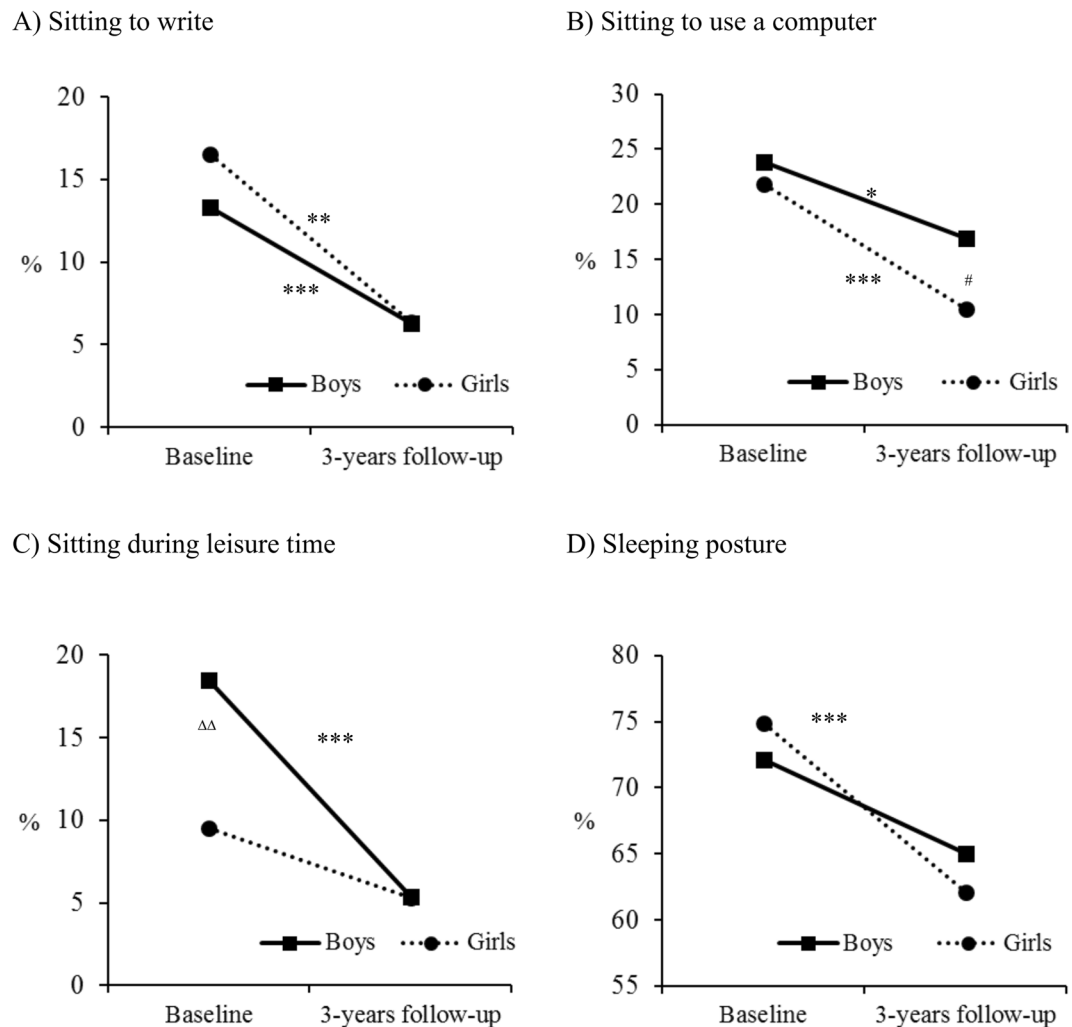 A) Sitting to write
20
15
**
%
10
***
5
Boys
Girls
0
Baseline
3-years follow-up
B) Sitting to use a computer
30
25
*
20
%
15
***
#
10
5
Boys
Girls
0
Baseline
3-years follow-up
C) Sitting during leisure time
20
15
ΔΔ
***
%
10
5
Boys
Girls
0
Baseline
3-years follow-up
D) Sleeping posture
80
75
***
70
%
65
60
Boys
Girls
55
Baseline
3-years follow-up